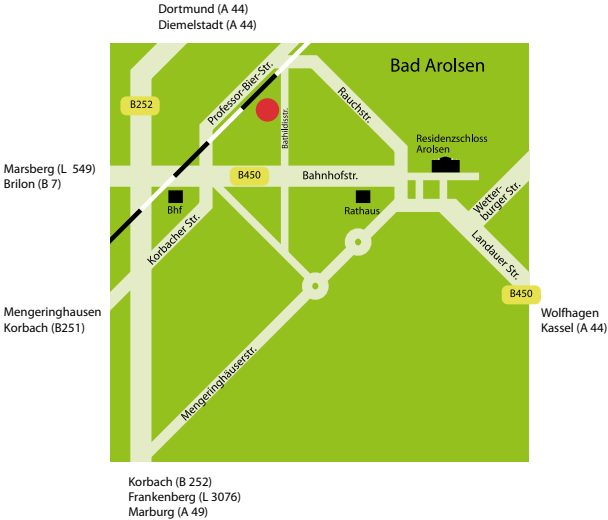 Dortmund (A 44)
Diemelstadt (A 44)
Bad Arolsen
Professor-Bier-Str.
B252
Rauchstr.
Bathildisstr.
Residenzschloss
Arolsen
Marsberg (L 549)
Brilon (B 7)
B450
Bahnhofstr.
Wetter-
burger Str.
Bhf
Rathaus
Korbacher Str.
Landauer Str.
B450
Mengeringhausen
Korbach (B251)
Wolfhagen
Kassel (A 44)
Mengeringhäuserstr.
Korbach (B 252)
Frankenberg (L 3076)
Marburg (A 49)